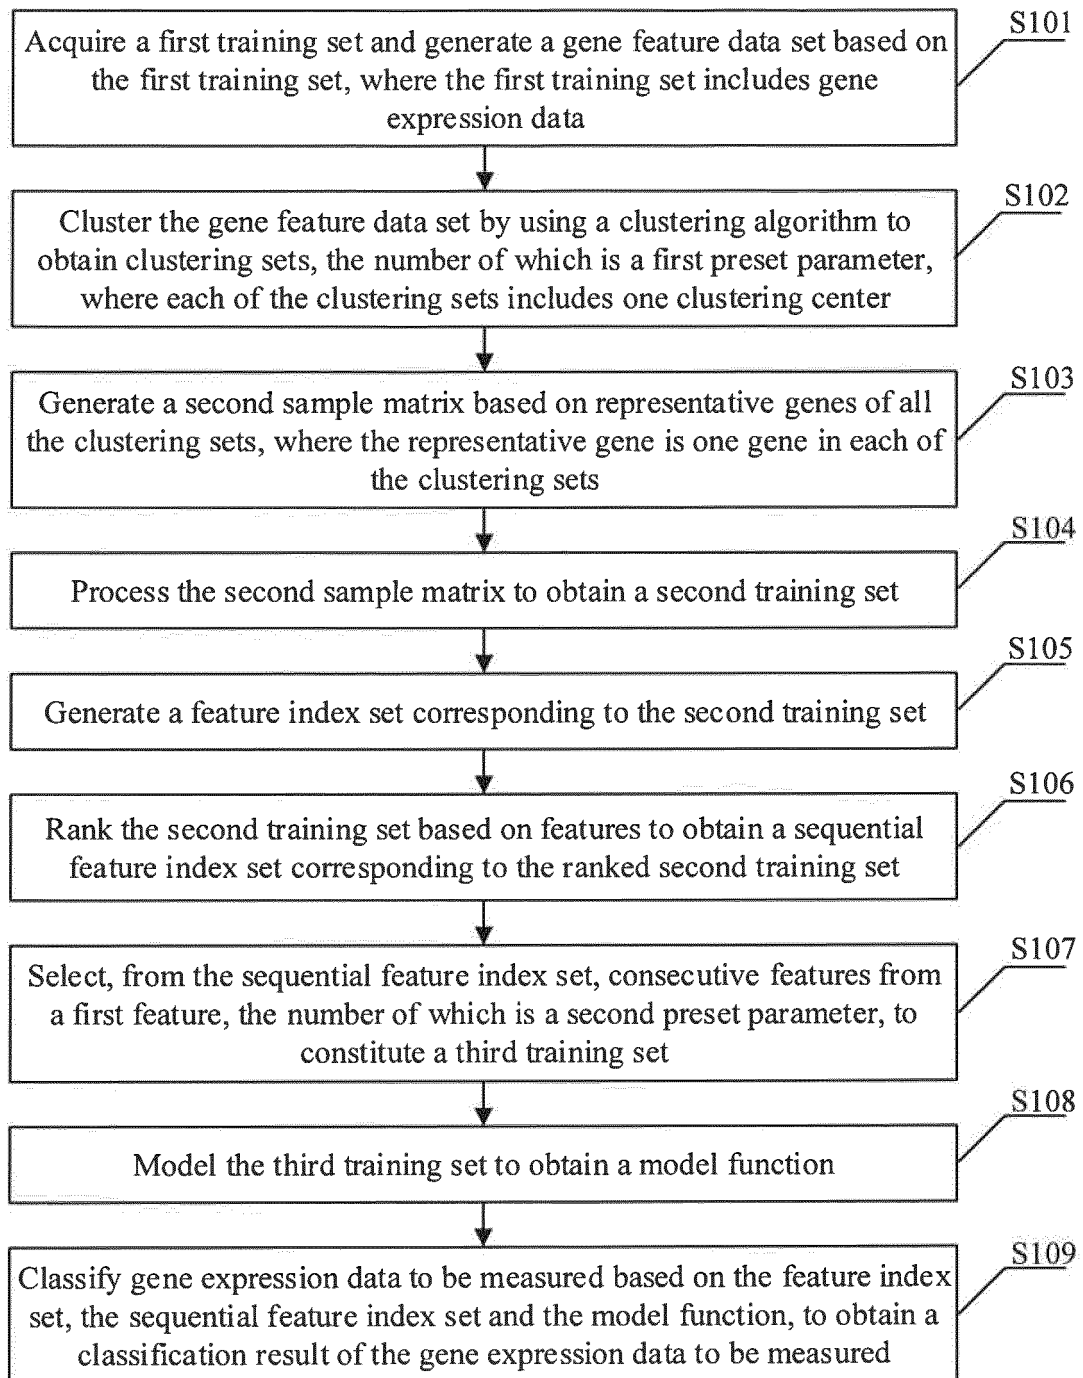 S101
Acquire a first training set and generate a gene feature data set based on
the first training set, where the first training set includes gene
expression data
S102
Cluster the gene feature data set by using a clustering algorithm to
obtain clustering sets, the number of which is a first preset parameter,
where each of the clustering sets includes one clustering center
S103
Generate a second sample matrix based on representative genes of all
the clustering sets, where the representative gene is one gene in each of
the clustering sets
S104
Process the second sample matrix to obtain a second training set
S105
Generate a feature index set corresponding to the second training set
S106
Rank the second training set based on features to obtain a sequential
feature index set corresponding to the ranked second training set
S107
Select, from the sequential feature index set, consecutive features from
a first feature, the number of which is a second preset parameter, to
constitute a third training set
S108
Model the third training set to obtain a model function
S109
Classify gene expression data to be measured based on the feature index
set, the sequential feature index set and the model function, to obtain a
classification result of the gene expression data to be measured